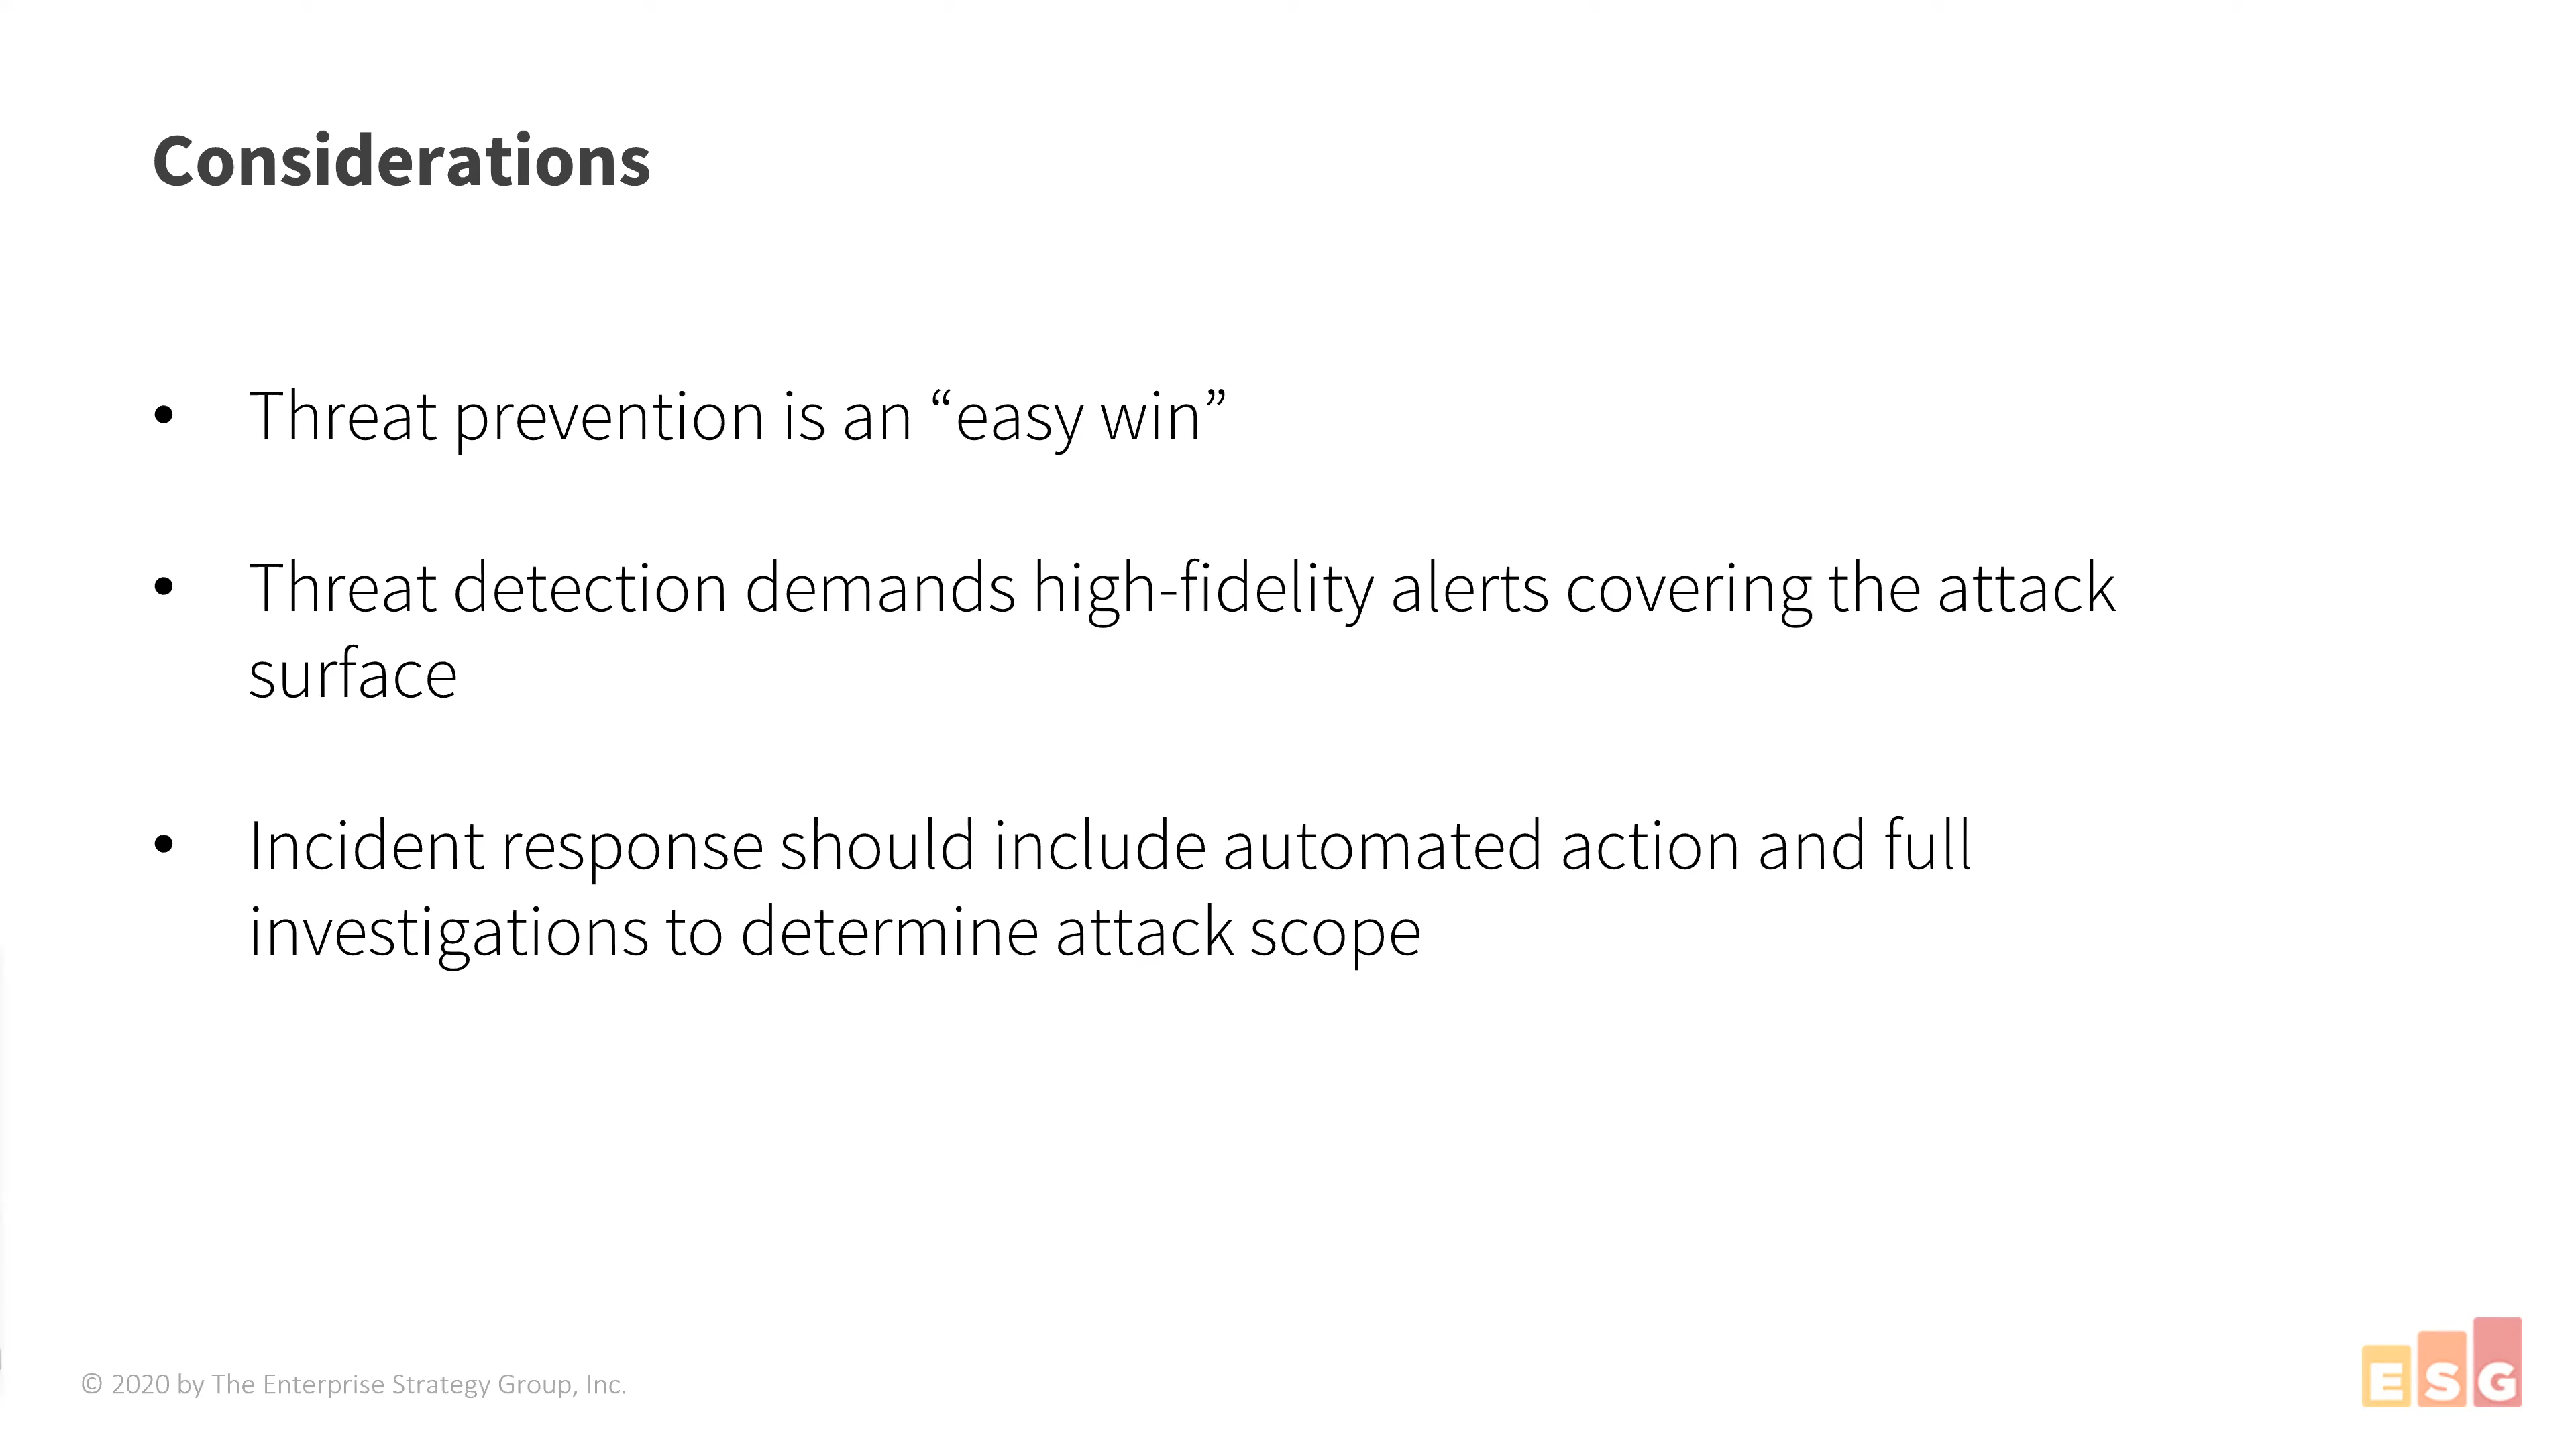 Considerations
• Threat prevention is an “easy win”
• Threat detection demands high-fidelity alerts covering the attack
surface
• Incident response should include automated action and full
investigations to determine attack scope
© 2020 by The Enterprise Strategy Group, Inc.
ESG